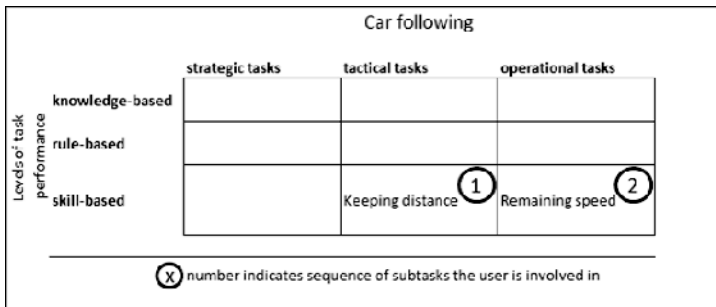 Car following
strategic tasks tactical tasks operational tasks
Levels of task
performance
knowledge-based
rule-based
skill-based
Keeping distance 1 Remaining speed 2
X number indicates sequence of subtasks the user is involved in